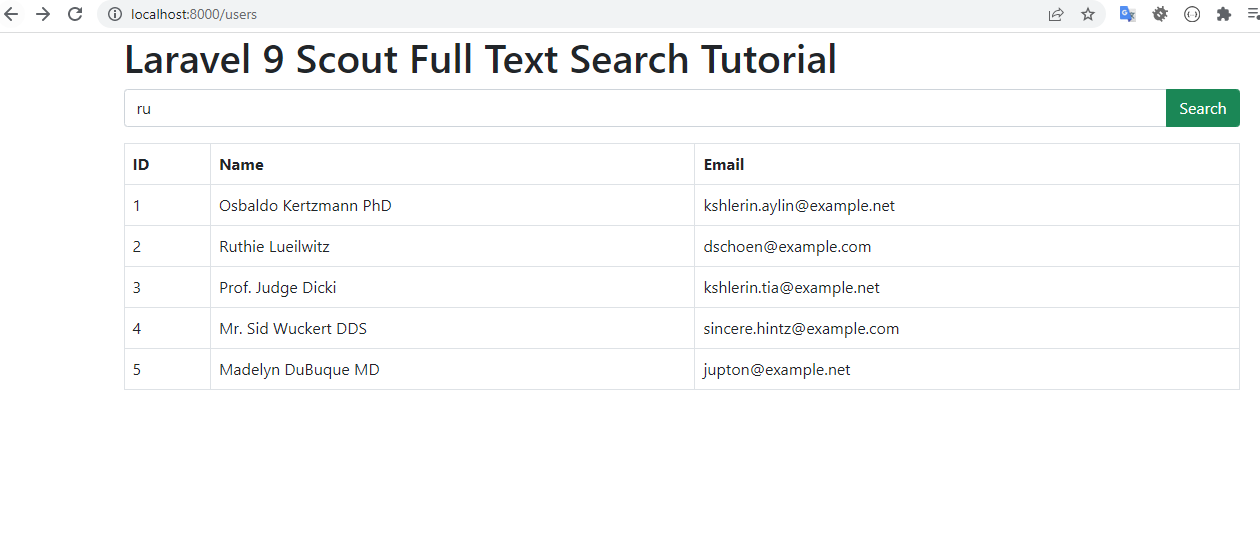 localhost:8000/users
Laravel 9 Scout Full Text Search Tutorial
ru Search
ID Name Email
1 Osbaldo Kertzmann PhD kshlerin.aylin@example.net
2 Ruthie Lueilwitz dschoen@example.com
3 Prof. Judge Dicki kshlerin.tia@example.net
4 Mr. Sid Wuckert DDS sincere.hintz@example.com
5 Madelyn DuBuque MD jupton@example.net